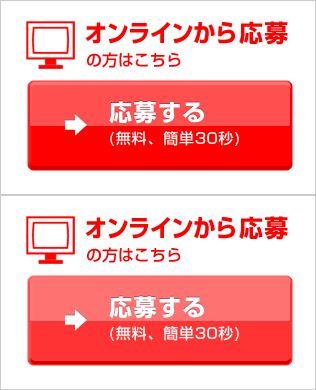 オンラインから応募
の方はこちら
応募する
(無料、簡単30秒)
オンラインから応募
の方はこちら
応募する
(無料、簡単30秒)